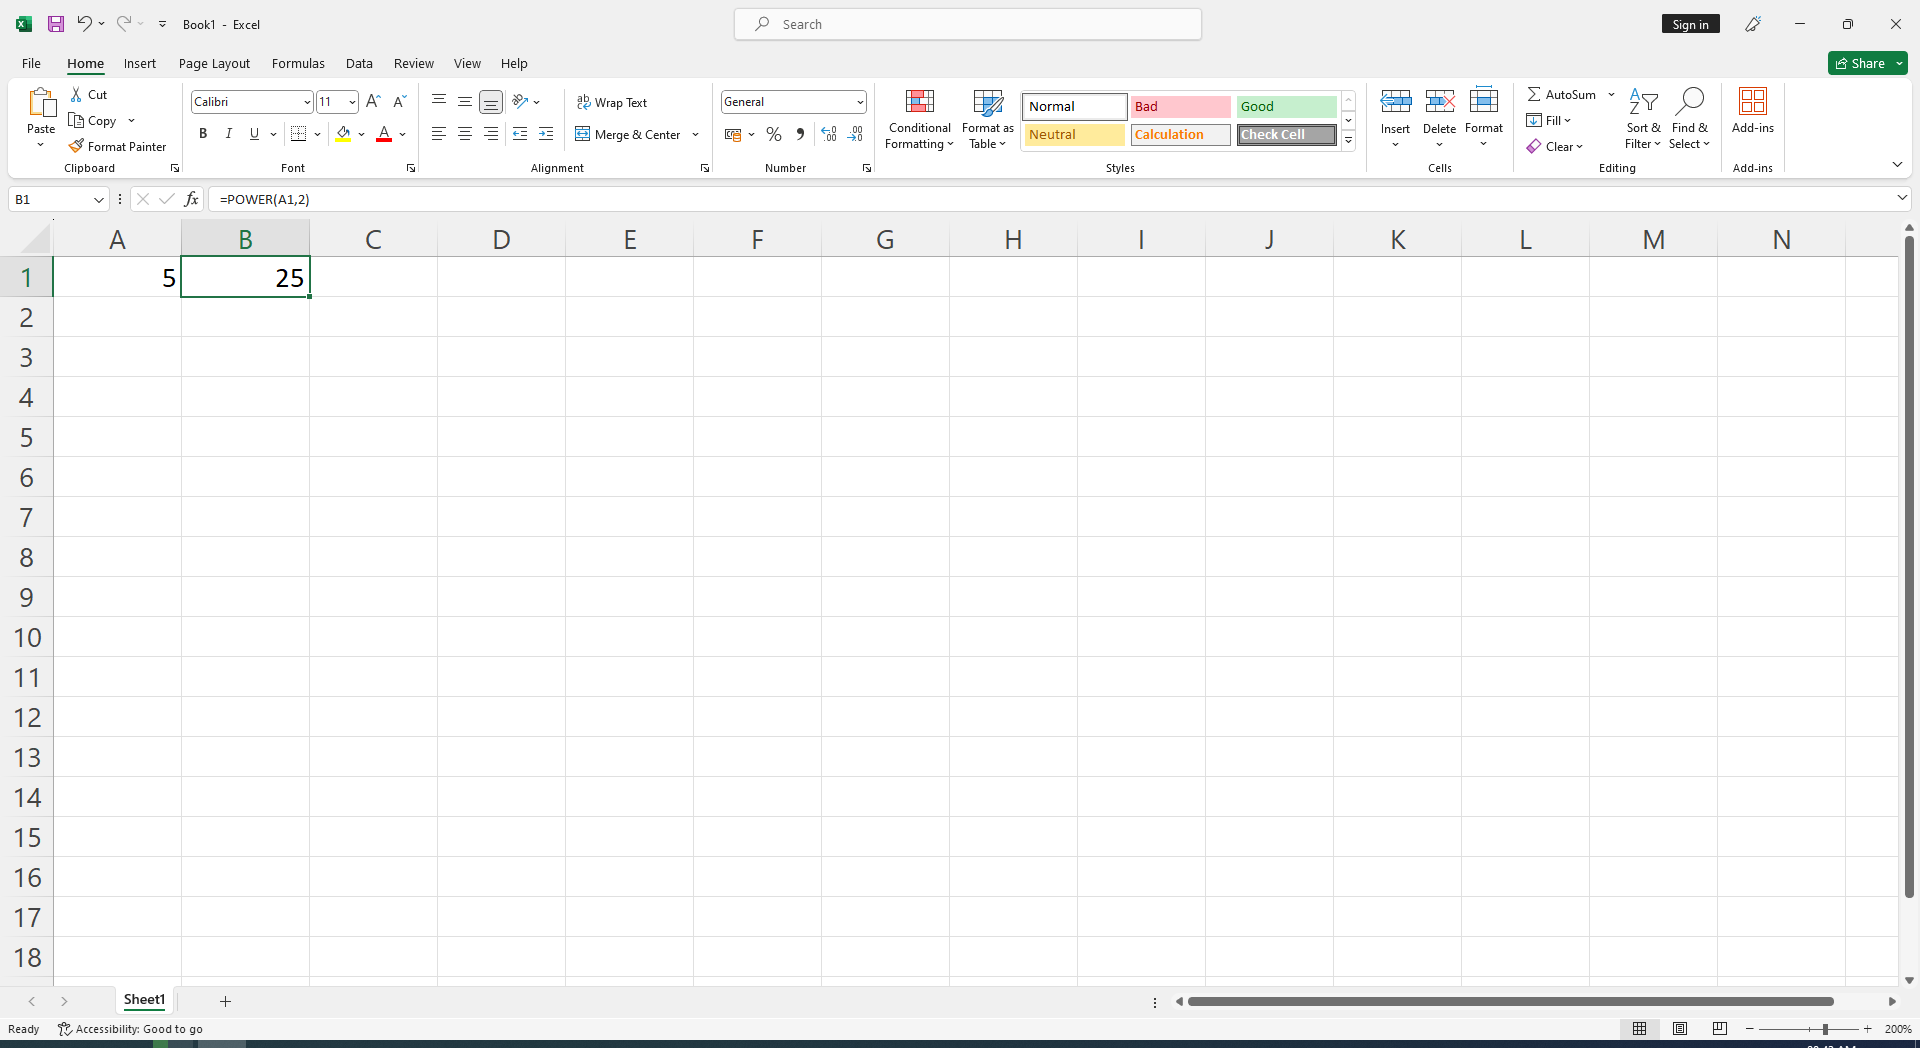 Book1 - Excel
Search
Sign in
File Home Insert Page Layout Formulas Data Review View Help
Share
Paste
Cut
Copy
Format Painter
Clipboard
Calibri 11
B I U
A
Font
Wrap Text
Merge & Center
Alignment
General
Number
Conditional Formatting
Format as Table
Normal Bad Good
Neutral Calculation Check Cell
Styles
Insert Delete Format
Cells
AutoSum
Fill
Clear
Sort & Filter
Find & Select
Editing
Add-ins
Add-ins
B1 fx =POWER(A1,2)
A B C D E F G H I J K L M N
1 5 25
2
3
4
5
6
7
8
9
10
11
12
13
14
15
16
17
18
Sheet1
Ready Accessibility: Good to go
200%